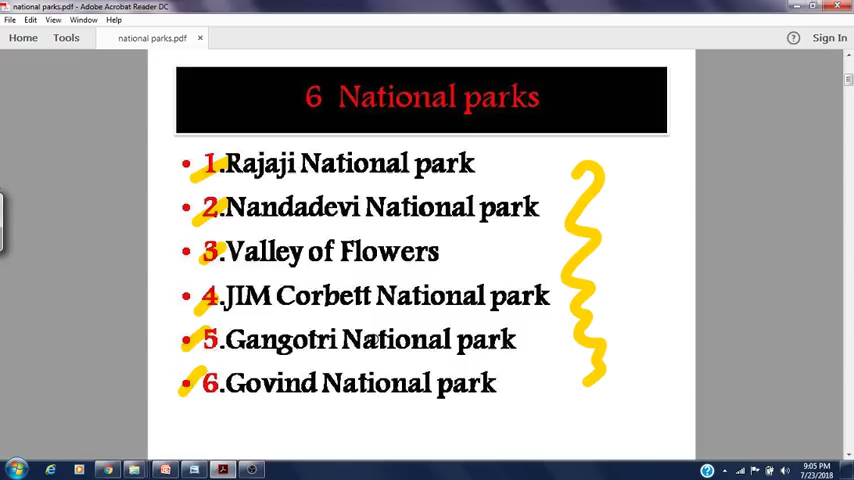 national parks.pdf - Adobe Acrobat Reader DC
File Edit View Window Help
Home Tools national parks.pdf × ? Sign In
6 National parks
• 1.Rajaji National park
• 2.Nandadevi National park
• 3.Valley of Flowers
• 4.JIM Corbett National park
• 5.Gangotri National park
• 6.Govind National park
9:05 PM
7/23/2018